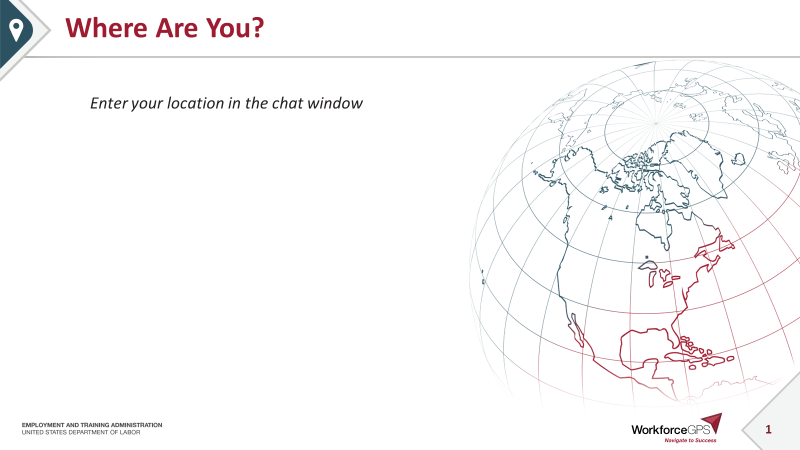 Where Are You?
Enter your location in the chat window
EMPLOYMENT AND TRAINING ADMINISTRATION
UNITED STATES DEPARTMENT OF LABOR
WorkforceGPS
Navigate to Success
1